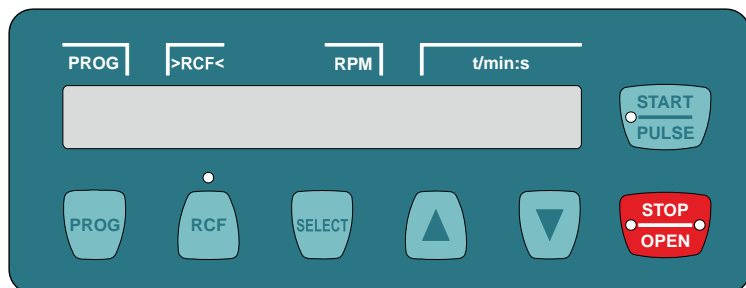 PROG >RCF< RPM t/min:s
START
PULSE
PROG RCF SELECT
STOP
OPEN